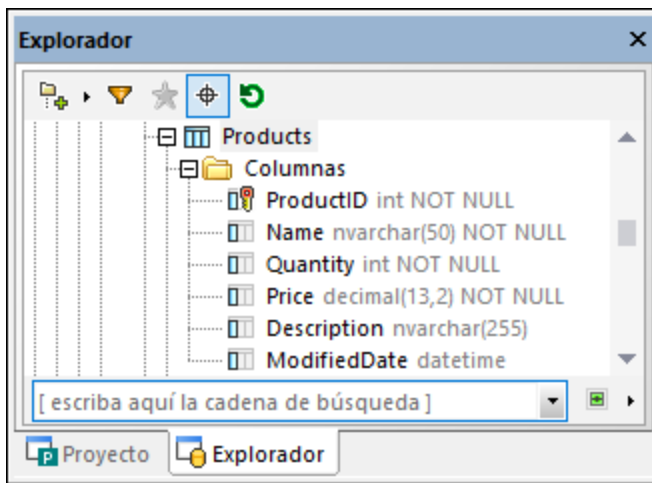 Explorador
Products
Columnas
ProductID int NOT NULL
Name nvarchar(50) NOT NULL
Quantity int NOT NULL
Price decimal(13,2) NOT NULL
Description nvarchar(255)
ModifiedDate datetime
[ escriba aquí la cadena de búsqueda ]
Proyecto Explorador